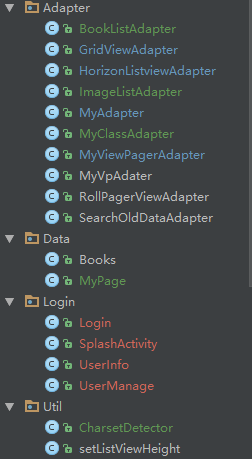 Adapter
BookListAdapter
GridViewAdapter
HorizonListviewAdapter
ImageListAdapter
MyAdapter
MyClassAdapter
MyViewPagerAdapter
MyVpAdater
RollPagerViewAdapter
SearchOldDataAdapter
Data
Books
MyPage
Login
Login
SplashActivity
UserInfo
UserManage
Util
CharsetDetector
setListViewHeight